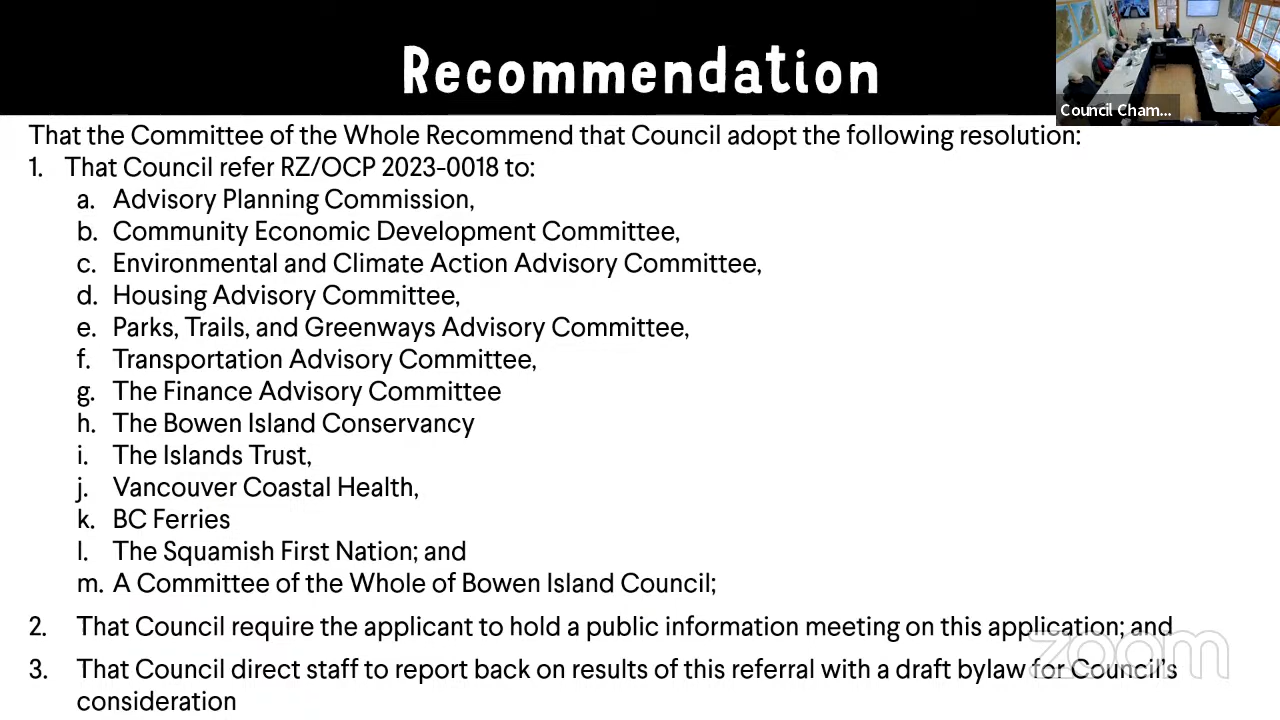 Recommendation
Council Cham...
That the Committee of the Whole Recommend that Council adopt the following resolution:
1. That Council refer RZ/OCP 2023-0018 to:
a. Advisory Planning Commission,
b. Community Economic Development Committee,
c. Environmental and Climate Action Advisory Committee,
d. Housing Advisory Committee,
e. Parks, Trails, and Greenways Advisory Committee,
f. Transportation Advisory Committee,
g. The Finance Advisory Committee
h. The Bowen Island Conservancy
i. The Islands Trust,
j. Vancouver Coastal Health,
k. BC Ferries
l. The Squamish First Nation; and
m. A Committee of the Whole of Bowen Island Council;
2. That Council require the applicant to hold a public information meeting on this application; and
3. That Council direct staff to report back on results of this referral with a draft bylaw for Council's
consideration
zoom